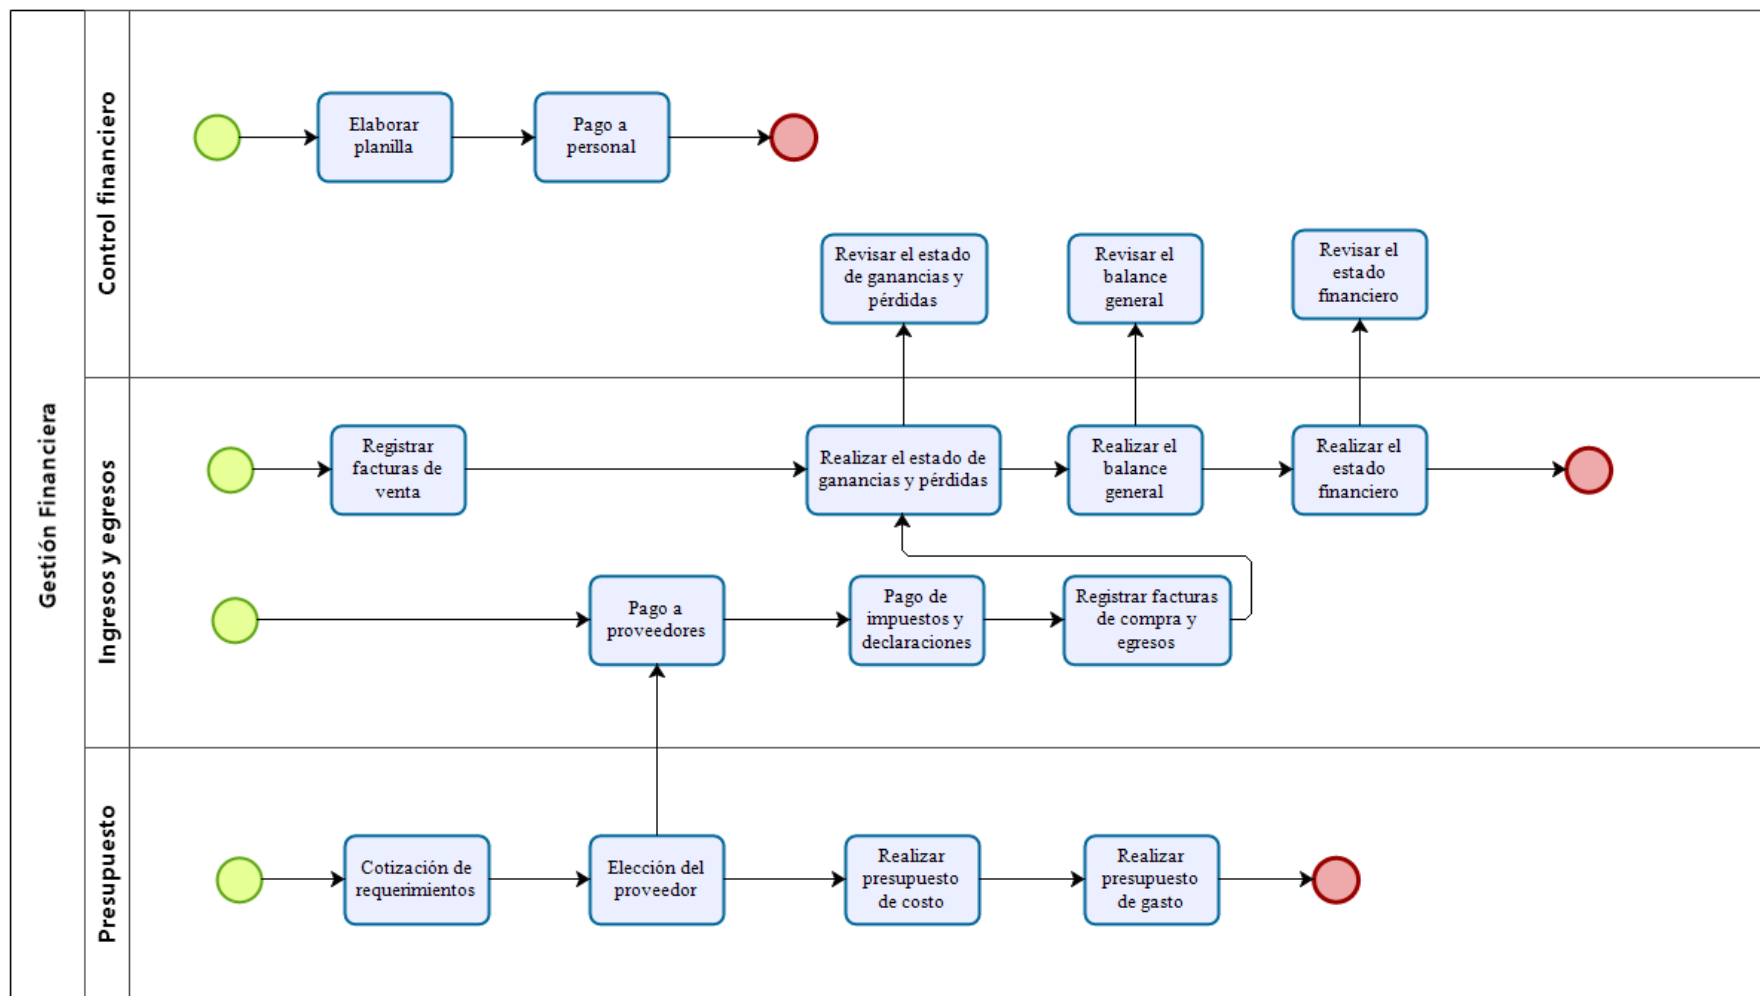 Gestión Financiera
Control financiero
Elaborar
planilla
Pago a
personal
Revisar el estado
de ganancias y
pérdidas
Revisar el
balance
general
Revisar el
estado
financiero
Ingresos y egresos
Registrar
facturas de
venta
Realizar el estado de
ganancias y pérdidas
Realizar el
balance
general
Realizar el
estado
financiero
Pago a
proveedores
Pago de
impuestos y
declaraciones
Registrar facturas
de compra y
egresos
Presupuesto
Cotización de
requerimientos
Elección del
proveedor
Realizar
presupuesto
de costo
Realizar
presupuesto
de gasto